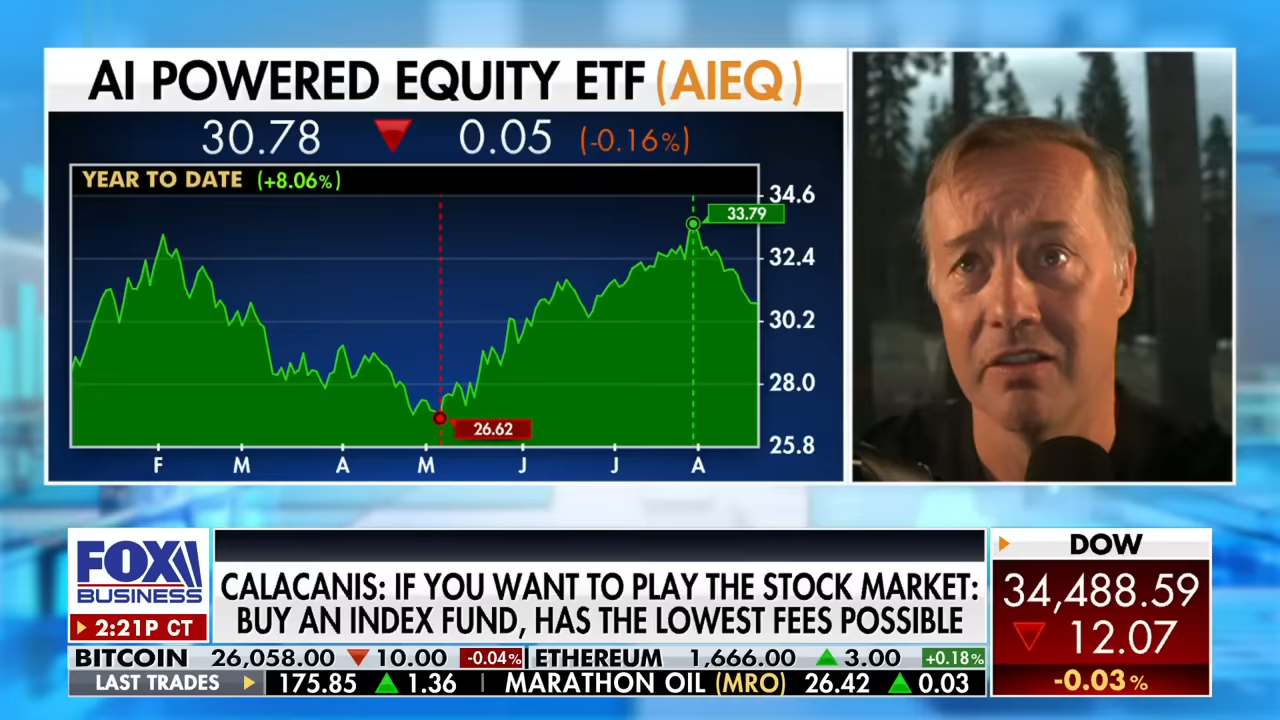 AI POWERED EQUITY ETF (AIEQ)
30.78 ▼ 0.05 (-0.16%)
YEAR TO DATE (+8.06%)
34.6
33.79
32.4
30.2
28.0
26.62
25.8
F M A M J J A
FOX BUSINESS
2:21P CT
CALACANIS: IF YOU WANT TO PLAY THE STOCK MARKET:
BUY AN INDEX FUND, HAS THE LOWEST FEES POSSIBLE
BITCOIN 26,058.00 ▼ 10.00 -0.04% ETHEREUM 1,666.00 ▲ 3.00 +0.18%
LAST TRADES 175.85 ▲ 1.36 | MARATHON OIL (MRO) 26.42 ▲ 0.03
DOW
34,488.59
▽ 12.07
-0.03%